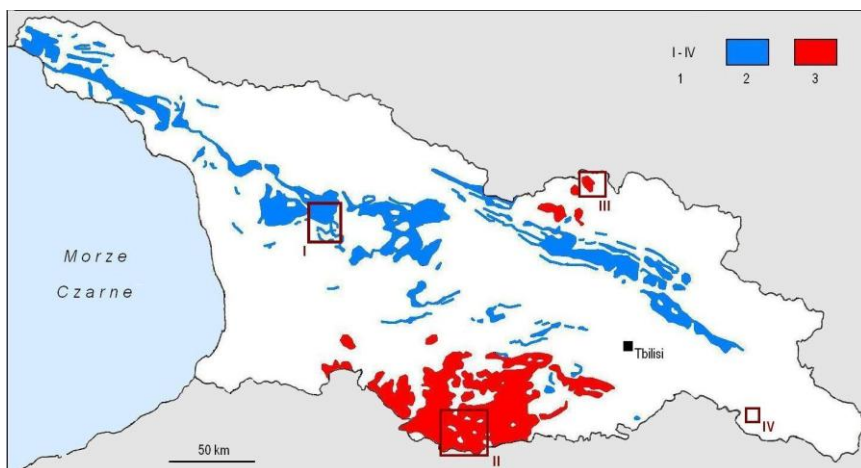 I - IV
1 2 3
III
I
Morze
Czarne
Tbilisi
IV
50 km
II